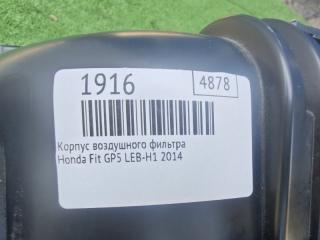 1916
4878
Корпус воздушного фильтра
Honda Fit GP5 LEB-H1 2014